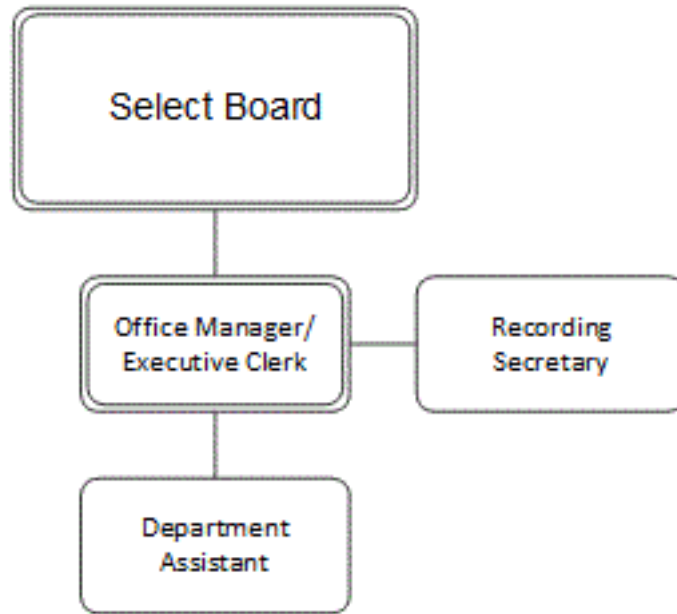 Select Board
Office Manager/
Executive Clerk
Recording
Secretary
Department
Assistant